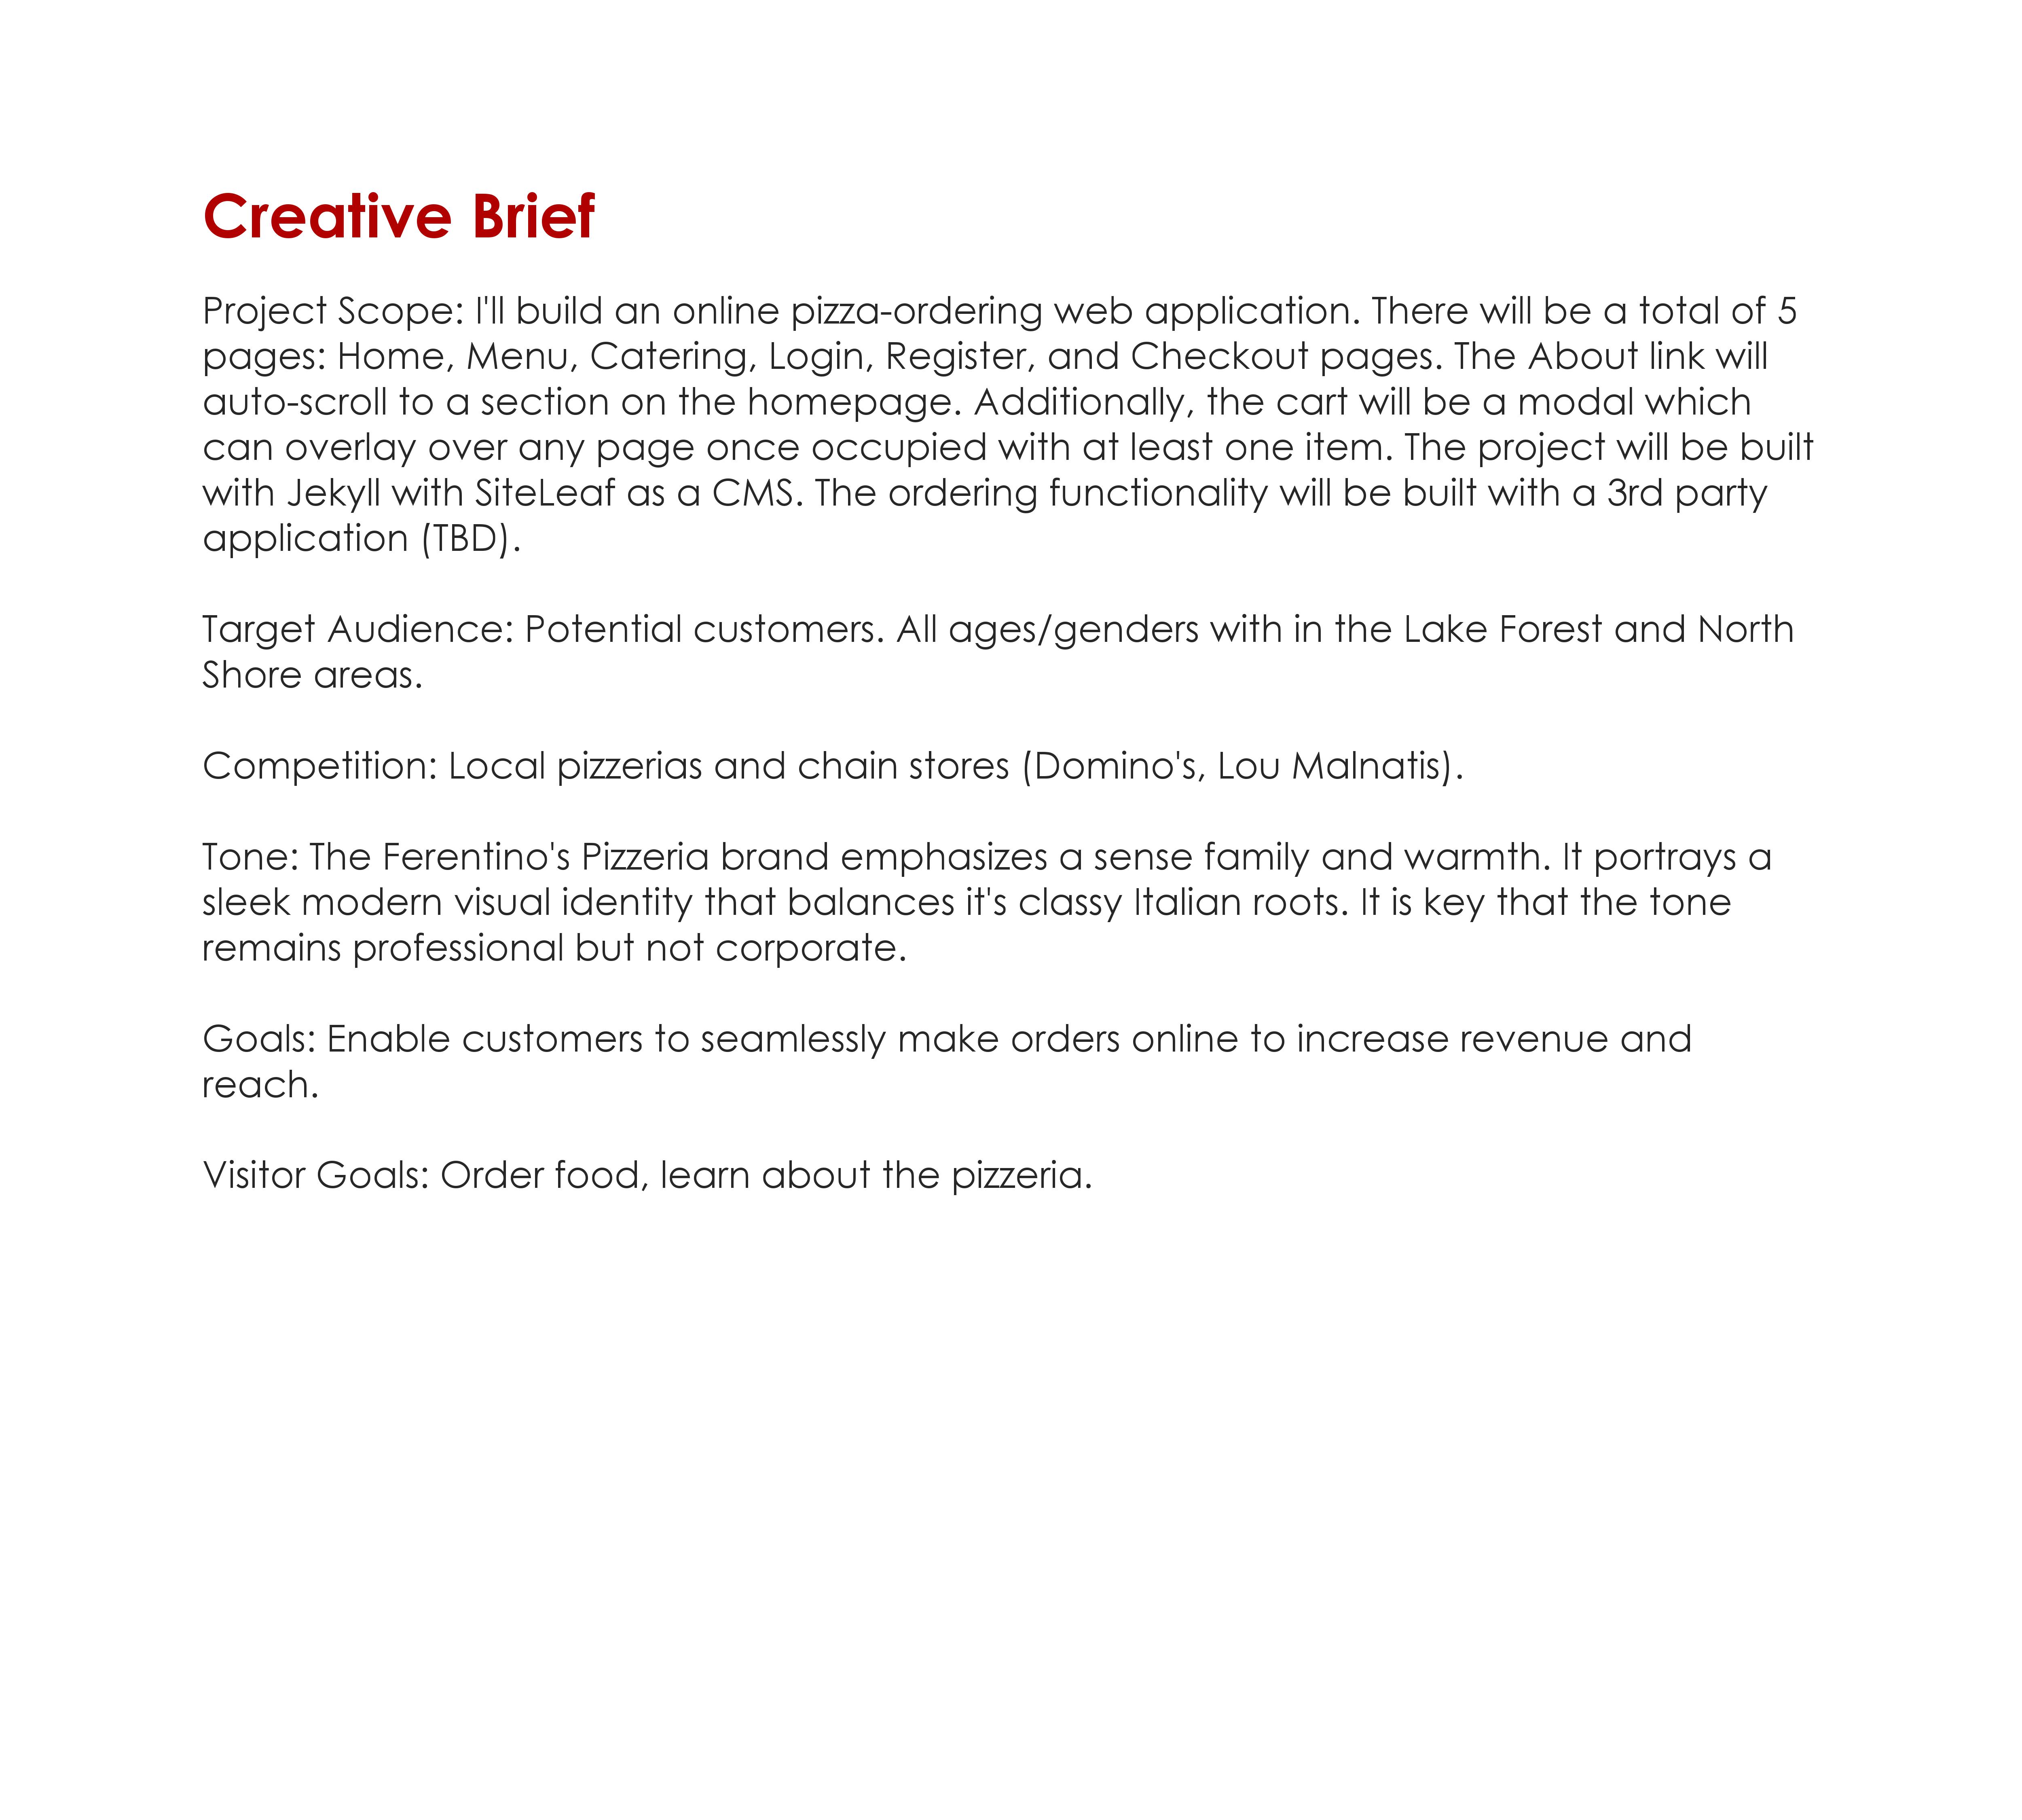 Creative Brief
Project Scope: I'll build an online pizza-ordering web application. There will be a total of 5
pages: Home, Menu, Catering, Login, Register, and Checkout pages. The About link will
auto-scroll to a section on the homepage. Additionally, the cart will be a modal which
can overlay over any page once occupied with at least one item. The project will be built
with Jekyll with SiteLeaf as a CMS. The ordering functionality will be built with a 3rd party
application (TBD).
Target Audience: Potential customers. All ages/genders with in the Lake Forest and North
Shore areas.
Competition: Local pizzerias and chain stores (Domino's, Lou Malnatis).
Tone: The Ferentino's Pizzeria brand emphasizes a sense family and warmth. It portrays a
sleek modern visual identity that balances it's classy Italian roots. It is key that the tone
remains professional but not corporate.
Goals: Enable customers to seamlessly make orders online to increase revenue and
reach.
Visitor Goals: Order food, learn about the pizzeria.